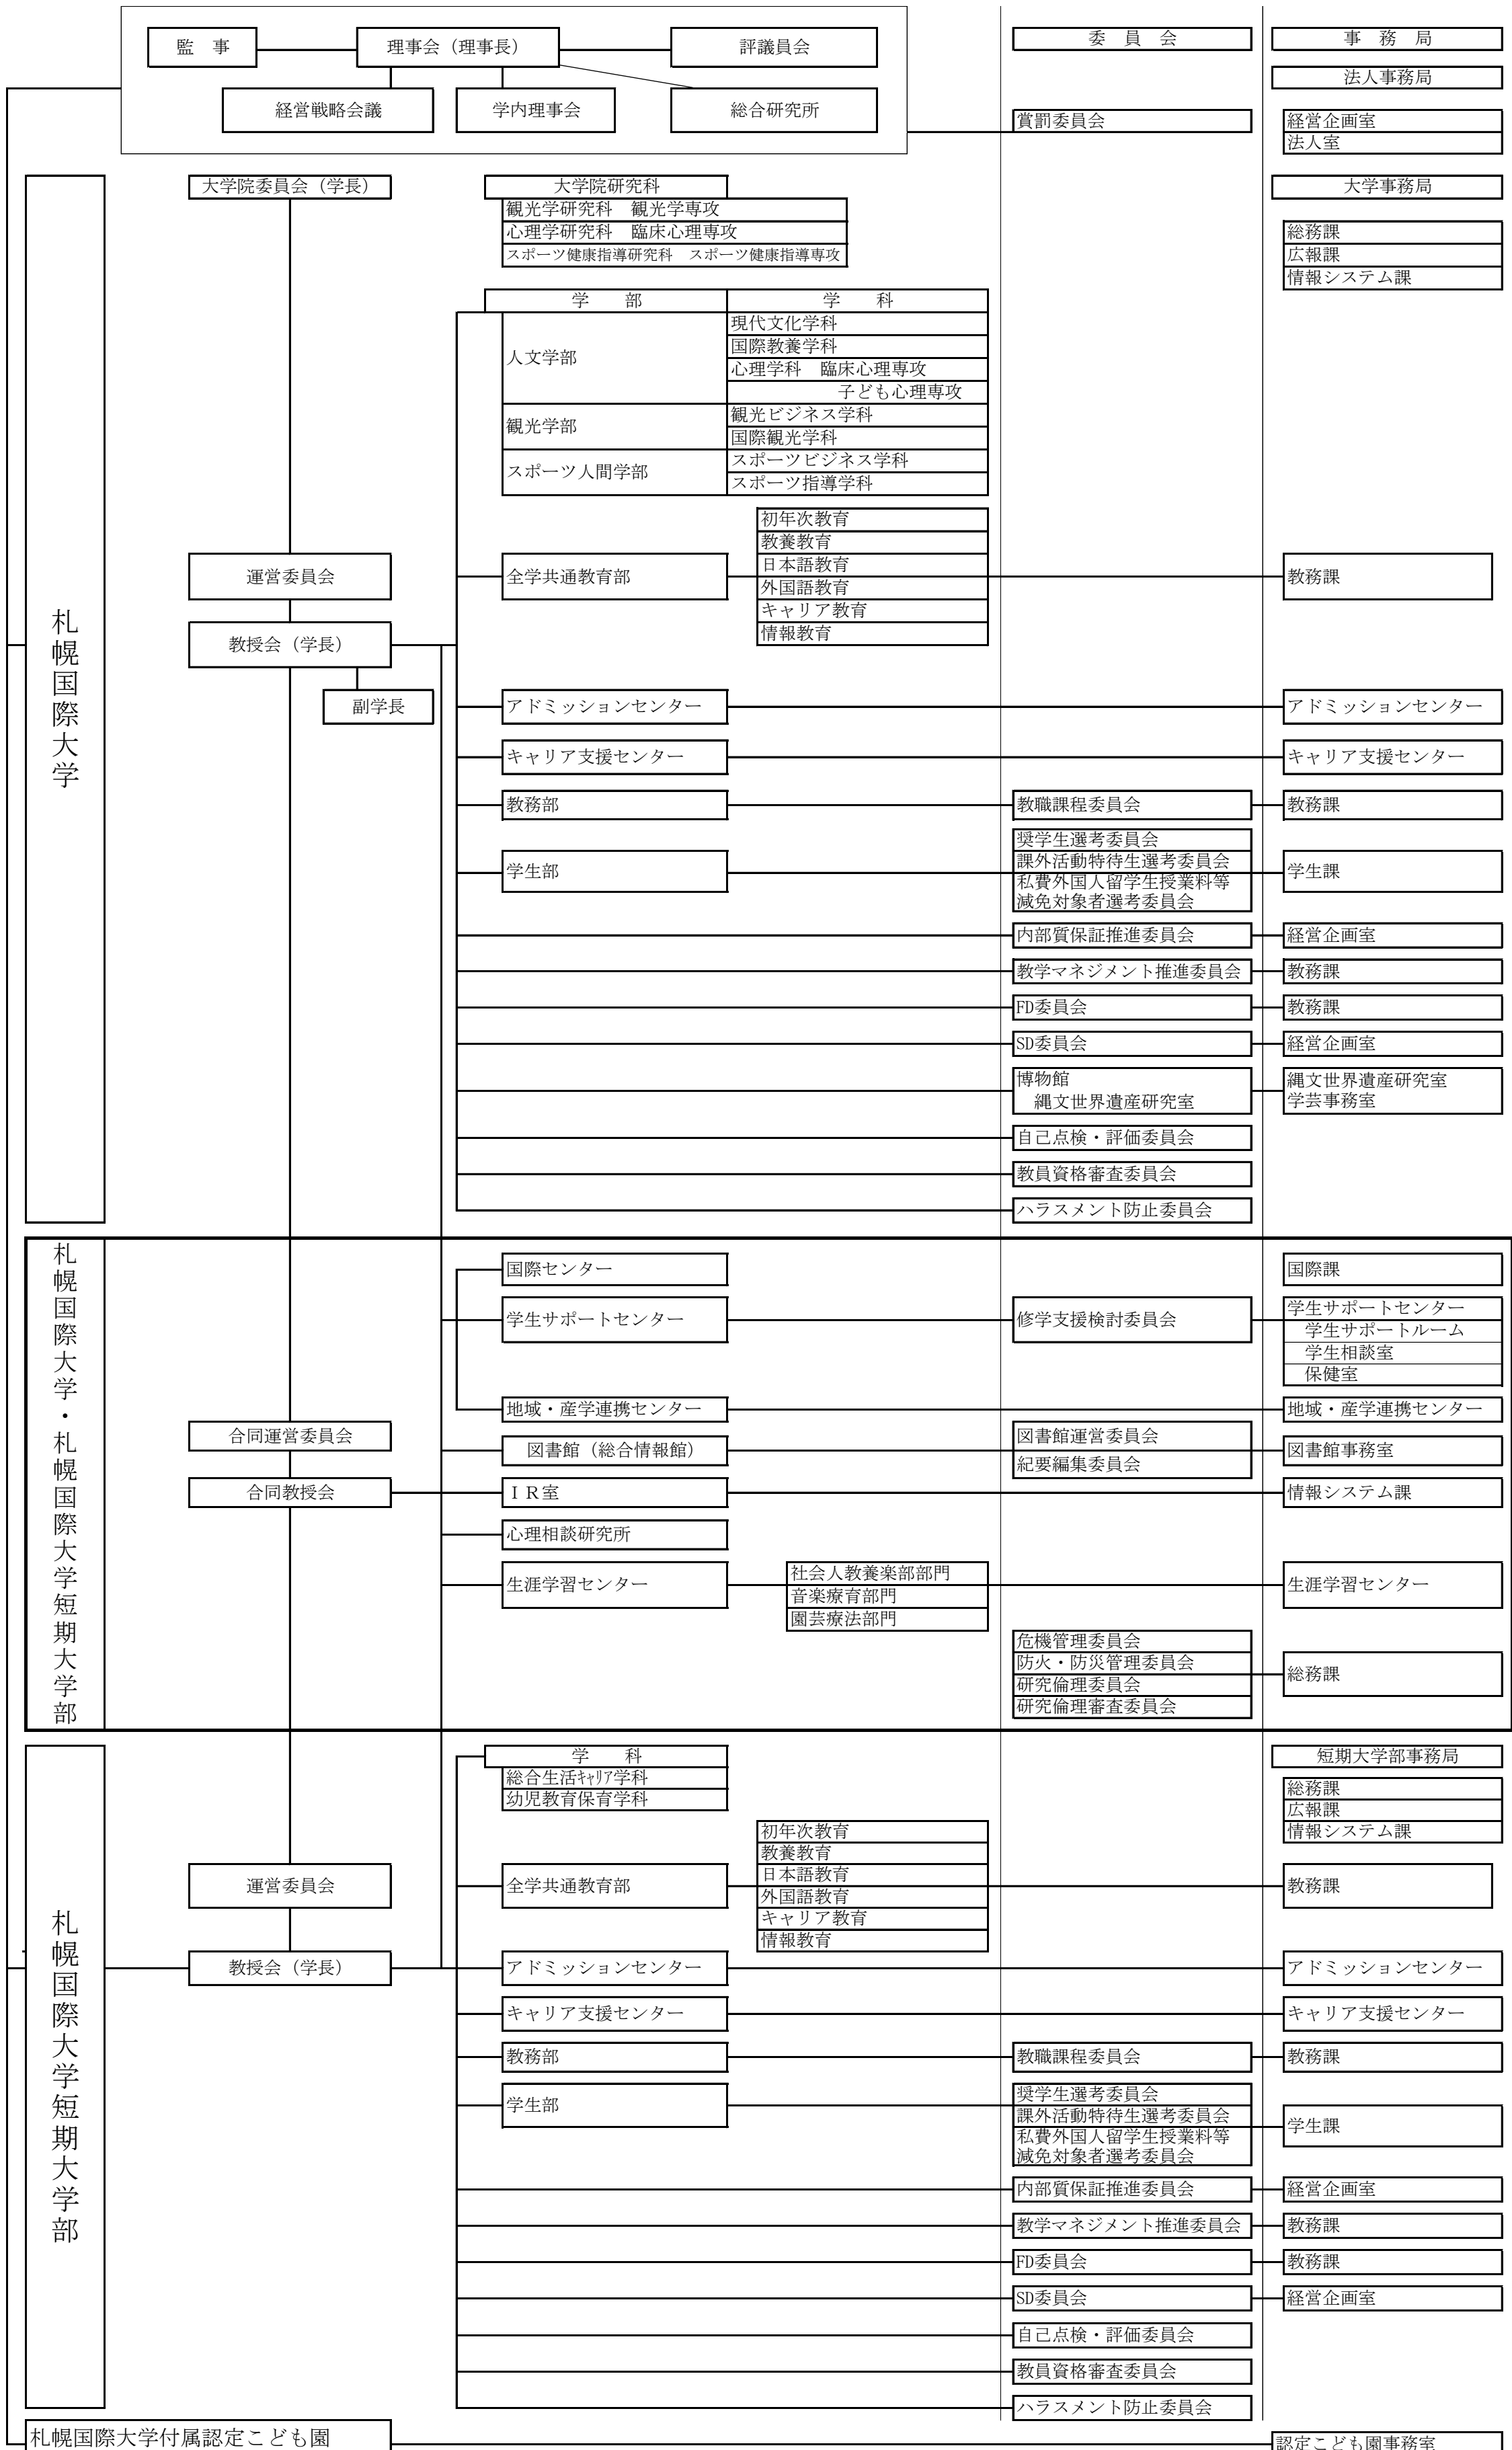 監　事
理事会（理事長）
評議員会
委　員　会
事　務　局
法人事務局
経営戦略会議
学内理事会
総合研究所
賞罰委員会
経営企画室
法人室
札幌国際大学
大学院委員会（学長）
大学院研究科
観光学研究科　観光学専攻
心理学研究科　臨床心理専攻
スポーツ健康指導研究科　スポーツ健康指導専攻
大学事務局
総務課
広報課
情報システム課
学　　部
学　　科
人文学部
現代文化学科
国際教養学科
心理学科　臨床心理専攻
子ども心理専攻
観光学部
観光ビジネス学科
国際観光学科
スポーツ人間学部
スポーツビジネス学科
スポーツ指導学科
運営委員会
全学共通教育部
初年次教育
教養教育
日本語教育
外国語教育
キャリア教育
情報教育
教務課
教授会（学長）
副学長
アドミッションセンター
アドミッションセンター
キャリア支援センター
キャリア支援センター
教務部
教職課程委員会
教務課
学生部
奨学生選考委員会
課外活動特待生選考委員会
私費外国人留学生授業料等
減免対象者選考委員会
学生課
内部質保証推進委員会
経営企画室
教学マネジメント推進委員会
教務課
FD委員会
教務課
SD委員会
経営企画室
博物館
縄文世界遺産研究室
縄文世界遺産研究室
学芸事務室
自己点検・評価委員会
教員資格審査委員会
ハラスメント防止委員会
札幌国際大学・札幌国際大学短期大学部
国際センター
国際課
学生サポートセンター
修学支援検討委員会
学生サポートセンター
学生サポートルーム
学生相談室
保健室
地域・産学連携センター
地域・産学連携センター
合同運営委員会
図書館（総合情報館）
図書館運営委員会
紀要編集委員会
図書館事務室
合同教授会
ＩＲ室
情報システム課
心理相談研究所
生涯学習センター
社会人教養楽部部門
音楽療育部門
園芸療法部門
生涯学習センター
危機管理委員会
防火・防災管理委員会
研究倫理委員会
研究倫理審査委員会
総務課
札幌国際大学短期大学部
学　　科
総合生活ｷｬﾘｱ学科
幼児教育保育学科
短期大学部事務局
総務課
広報課
情報システム課
運営委員会
全学共通教育部
初年次教育
教養教育
日本語教育
外国語教育
キャリア教育
情報教育
教務課
教授会（学長）
アドミッションセンター
アドミッションセンター
キャリア支援センター
キャリア支援センター
教務部
教職課程委員会
教務課
学生部
奨学生選考委員会
課外活動特待生選考委員会
私費外国人留学生授業料等
減免対象者選考委員会
学生課
内部質保証推進委員会
経営企画室
教学マネジメント推進委員会
教務課
FD委員会
教務課
SD委員会
経営企画室
自己点検・評価委員会
教員資格審査委員会
ハラスメント防止委員会
札幌国際大学付属認定こども園
認定こども園事務室